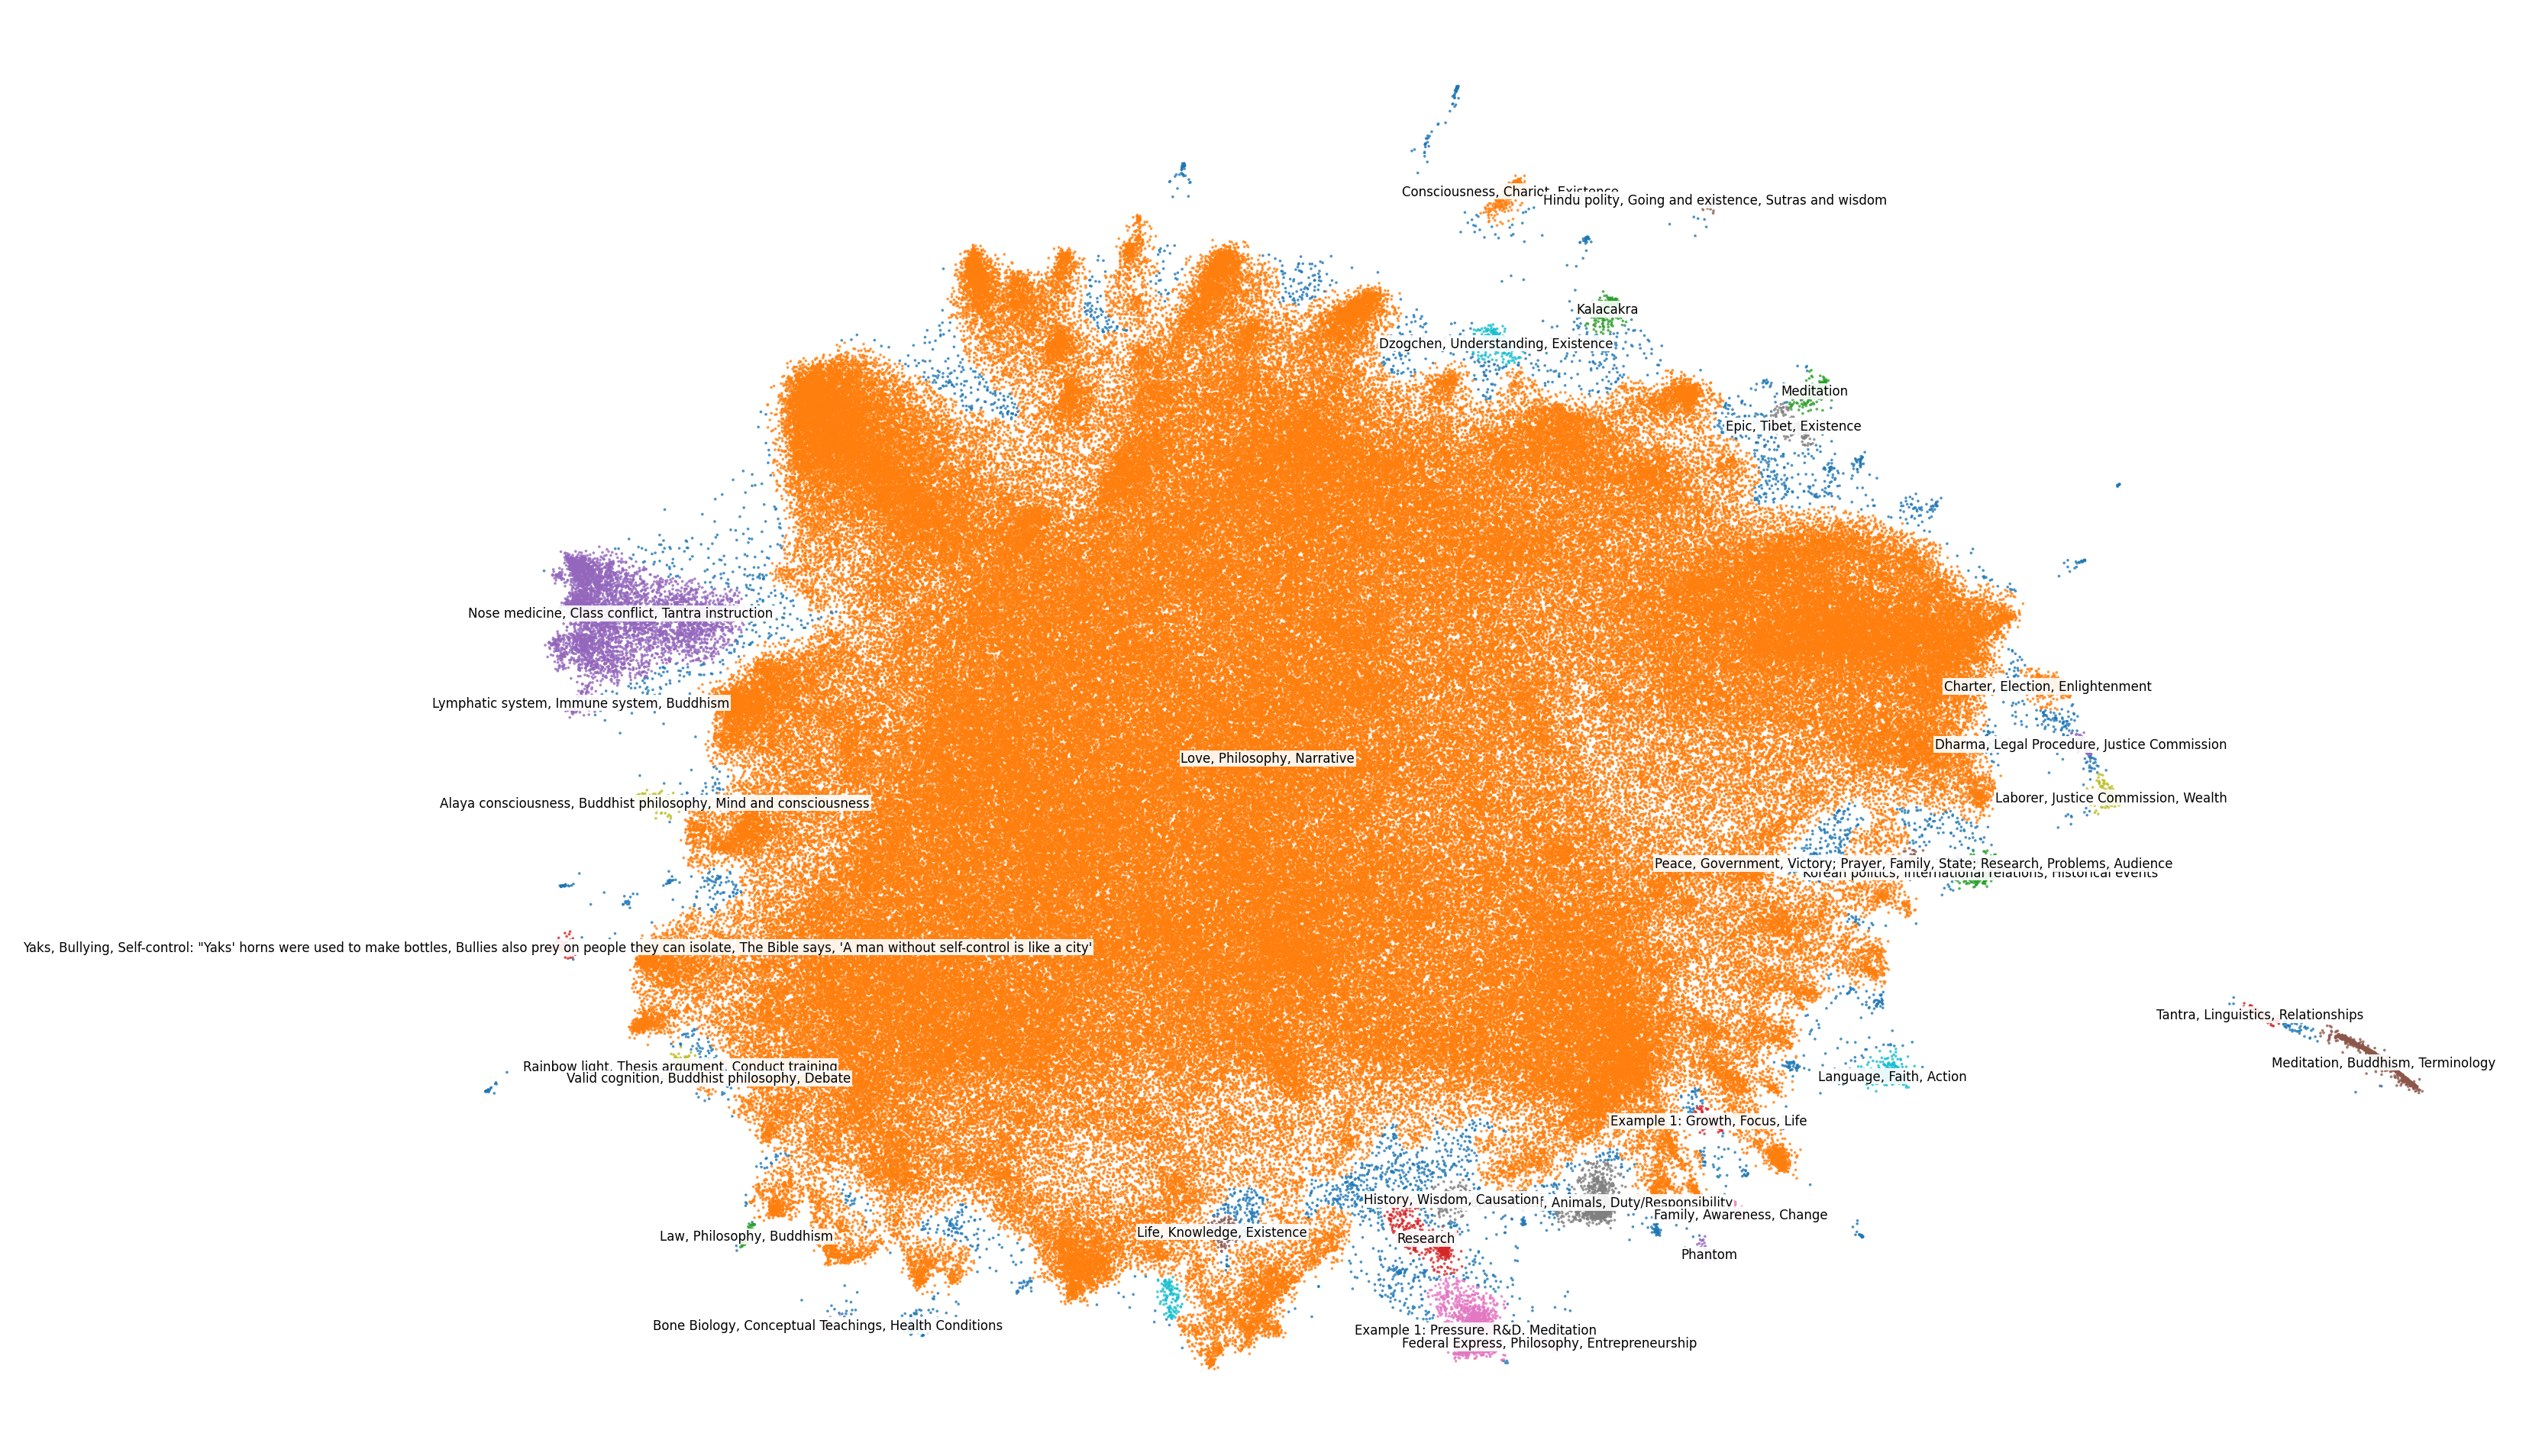 Consciousness, Chariot, Existence
Hindu polity, Going and existence, Sutras and wisdom
Kalacakra
Dzogchen, Understanding, Existence
Meditation
Epic, Tibet, Existence
Nose medicine, Class conflict, Tantra instruction
Charter, Election, Enlightenment
Lymphatic system, Immune system, Buddhism
Dharma, Legal Procedure, Justice Commission
Love, Philosophy, Narrative
Laborer, Justice Commission, Wealth
Alaya consciousness, Buddhist philosophy, Mind and consciousness
Peace, Government, Victory; Prayer, Family, State; Research, Problems, Audience
Korean politics, International relations, Historical events
Yaks, Bullying, Self-control: "Yaks' horns were used to make bottles, Bullies also prey on people they can isolate, The Bible says, 'A man without self-control is like a city'
Tantra, Linguistics, Relationships
Meditation, Buddhism, Terminology
Rainbow light, Thesis argument, Conduct training
Valid cognition, Buddhist philosophy, Debate
Language, Faith, Action
Example 1: Growth, Focus, Life
History, Wisdom, Causation
, Animals, Duty/Responsibility
Family, Awareness, Change
Life, Knowledge, Existence
Law, Philosophy, Buddhism
Research
Phantom
Bone Biology, Conceptual Teachings, Health Conditions
Example 1: Pressure, R&D, Meditation
Federal Express, Philosophy, Entrepreneurship